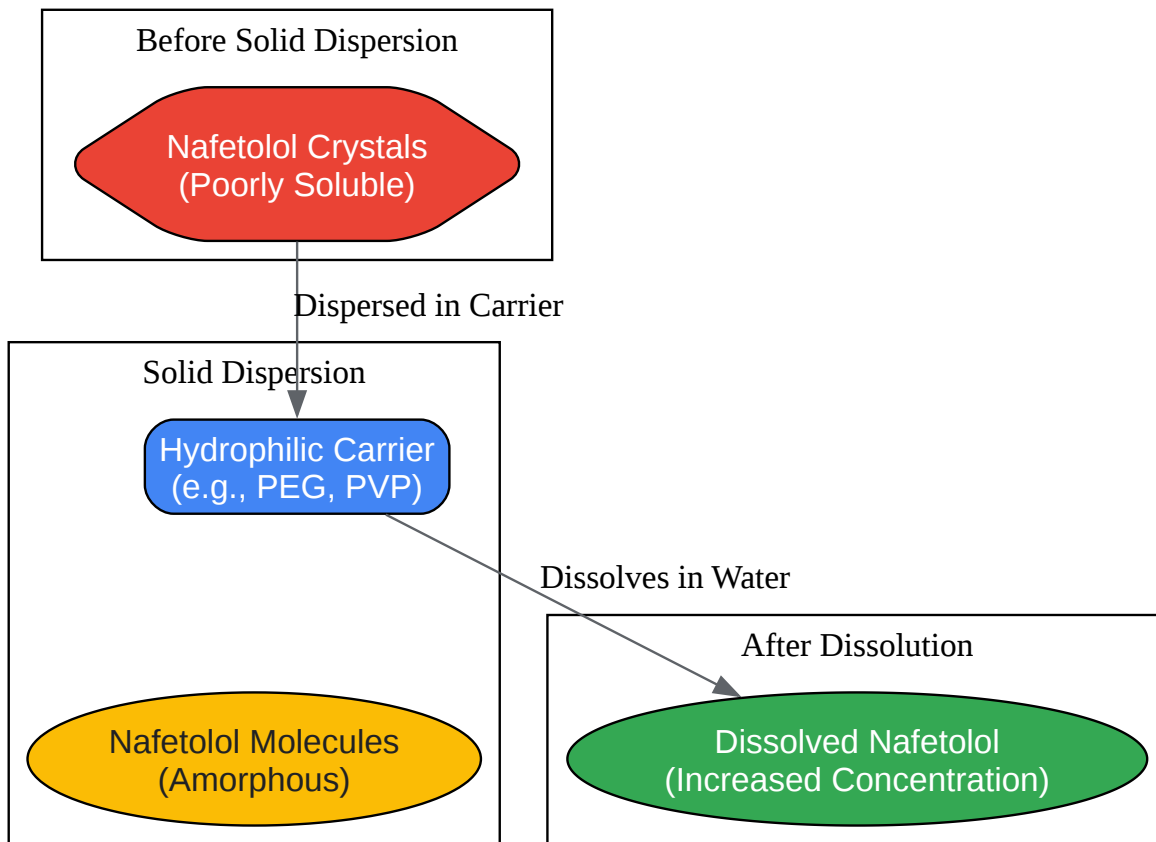 Before Solid Dispersion
Nafetolol Crystals
(Poorly Soluble)
Dispersed in Carrier
Solid Dispersion
Hydrophilic Carrier
(e.g., PEG, PVP)
Dissolves in Water
After Dissolution
Nafetolol Molecules
(Amorphous)
Dissolved Nafetolol
(Increased Concentration)